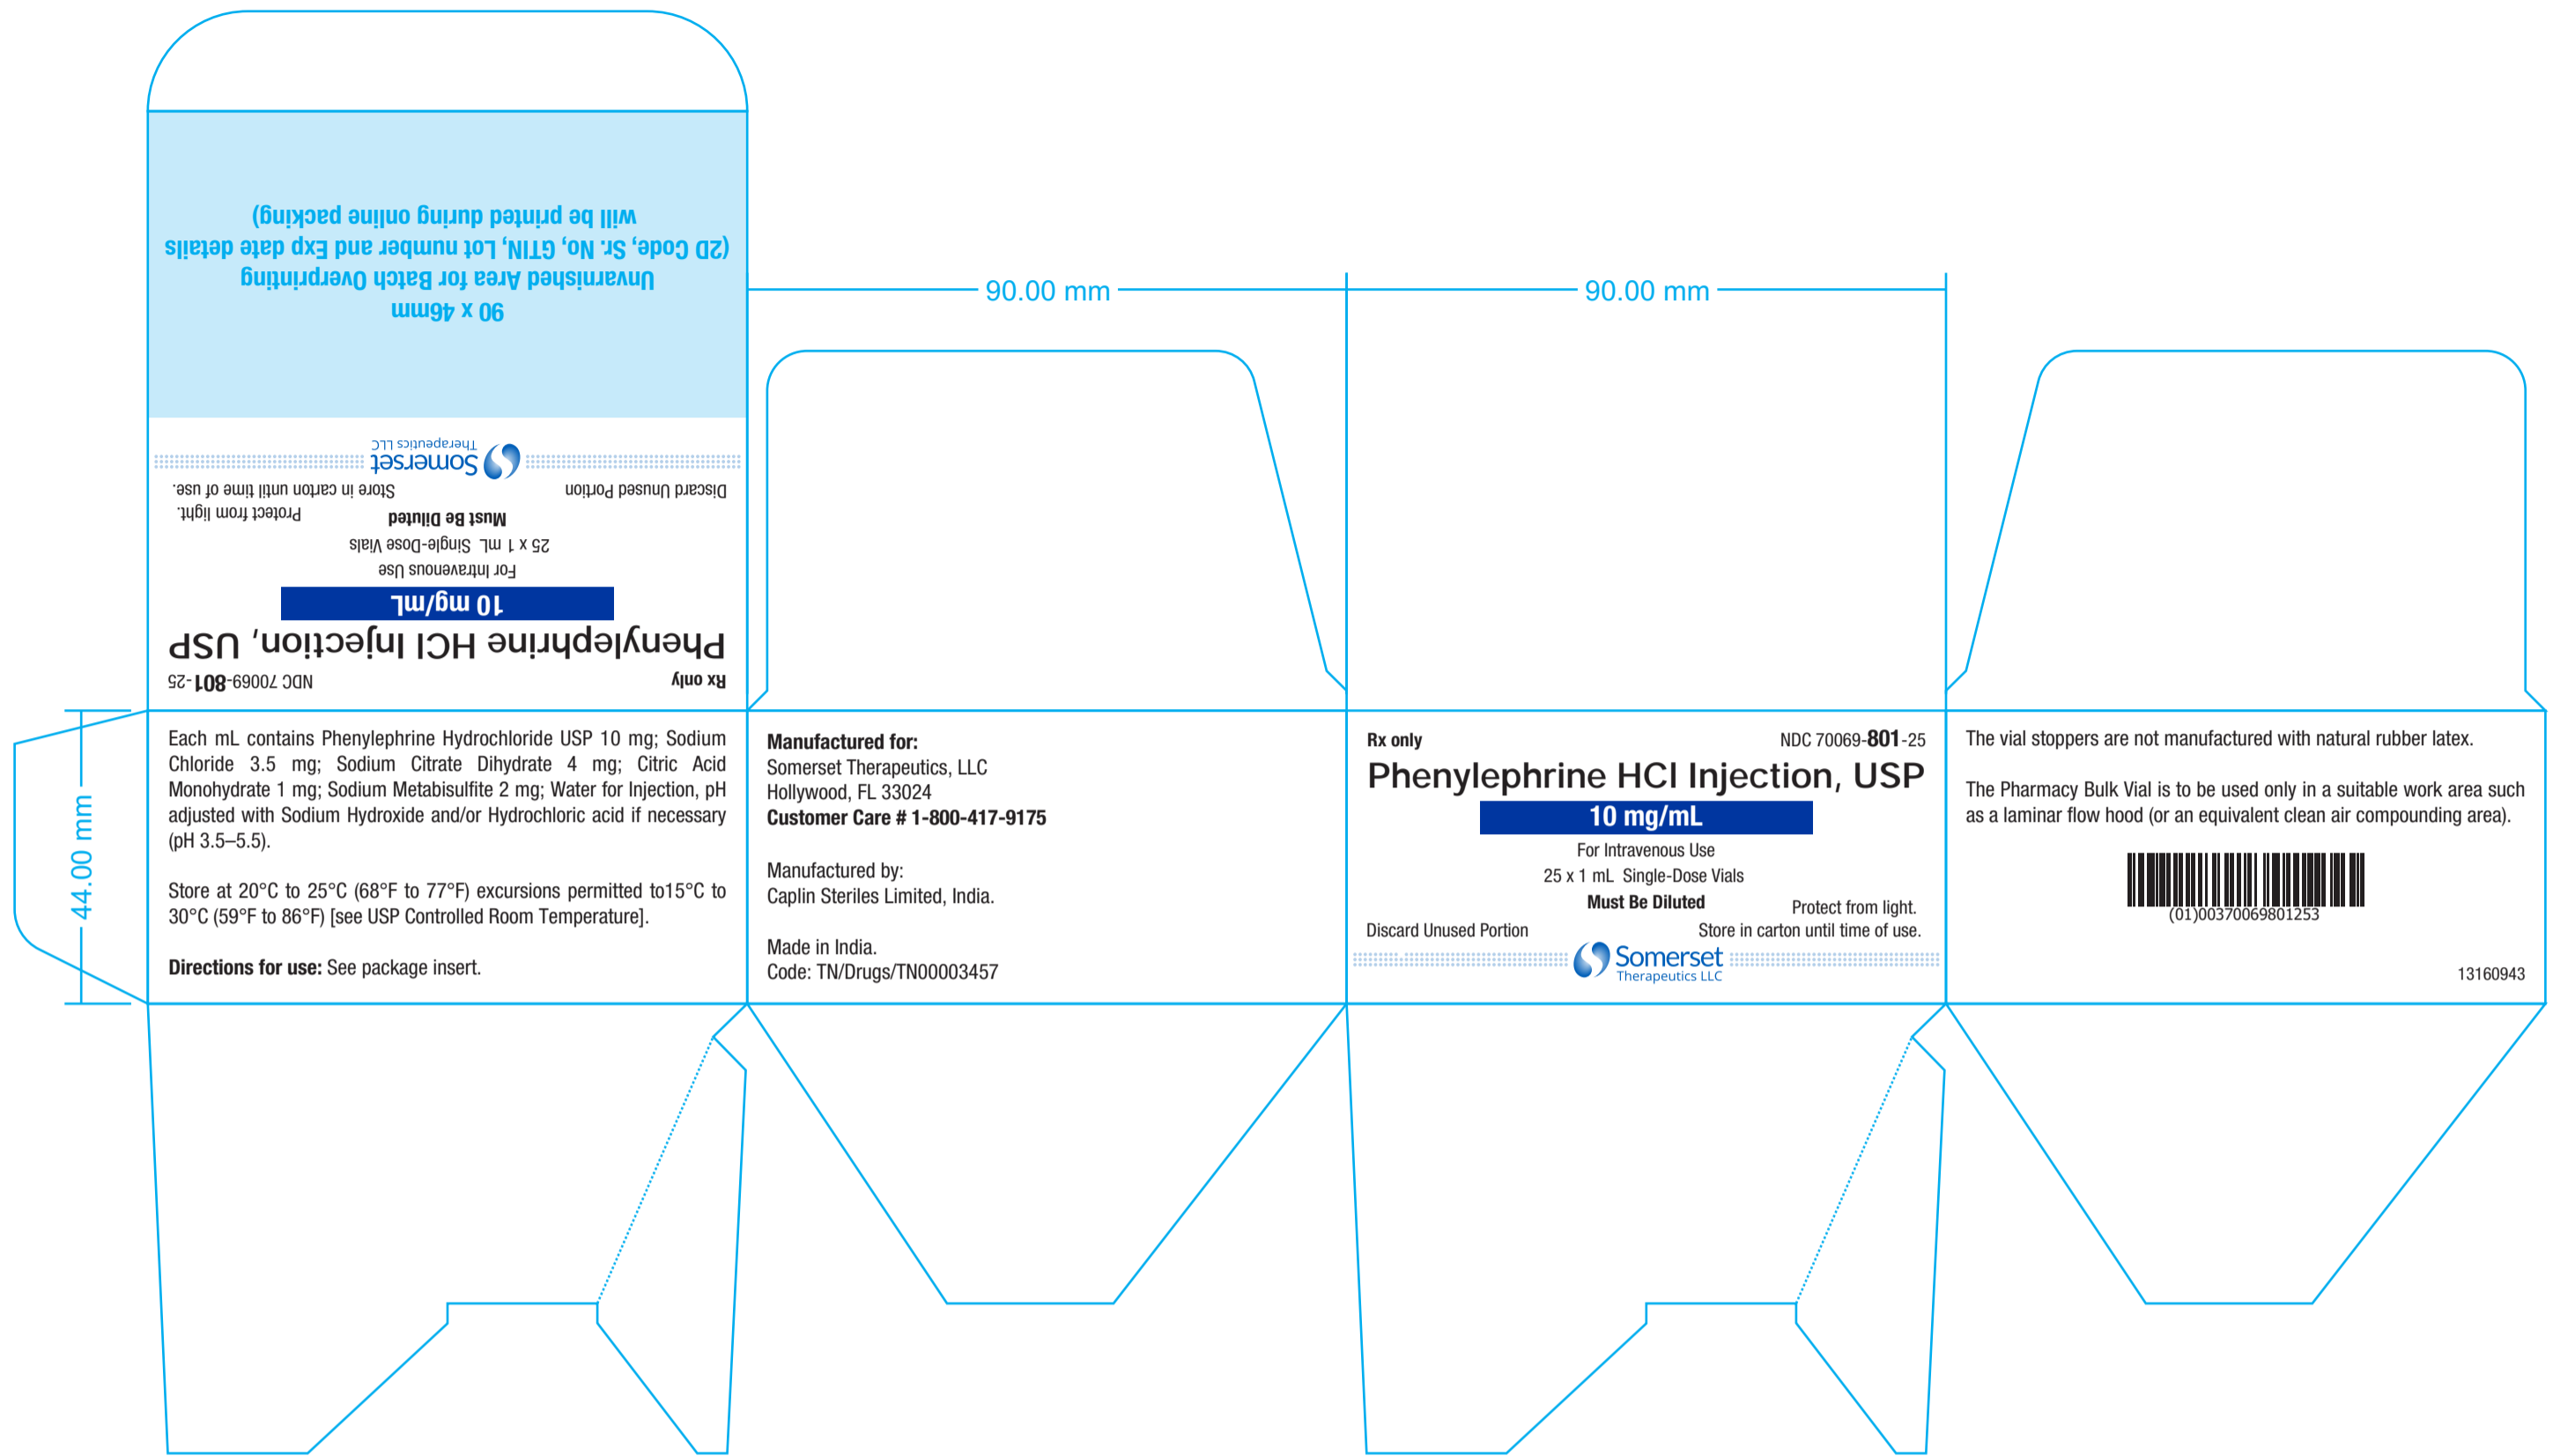 90 x 46mm
Unvarnished Area for Batch Overprinting
(2D Code, Sr. No, GTIN, Lot number and Exp date details
will be printed during online packing)
Rx only NDC 70069-801-25
Phenylephrine HCl Injection, USP
10 mg/mL
For Intravenous Use
25 x 1 mL Single-Dose Vials
Must Be Diluted Protect from light.
Discard Unused Portion Store in carton until time of use.
Somerset
Therapeutics LLC
90.00 mm
90.00 mm
44.00 mm
Each mL contains Phenylephrine Hydrochloride USP 10 mg; Sodium
Chloride 3.5 mg; Sodium Citrate Dihydrate 4 mg; Citric Acid
Monohydrate 1 mg; Sodium Metabisulfite 2 mg; Water for Injection, pH
adjusted with Sodium Hydroxide and/or Hydrochloric acid if necessary
(pH 3.5–5.5).
Store at 20°C to 25°C (68°F to 77°F) excursions permitted to15°C to
30°C (59°F to 86°F) [see USP Controlled Room Temperature].
Directions for use: See package insert.
Manufactured for:
Somerset Therapeutics, LLC
Hollywood, FL 33024
Customer Care # 1-800-417-9175
Manufactured by:
Caplin Steriles Limited, India.
Made in India.
Code: TN/Drugs/TN00003457
Rx only NDC 70069-801-25
Phenylephrine HCl Injection, USP
10 mg/mL
For Intravenous Use
25 x 1 mL Single-Dose Vials
Must Be Diluted Protect from light.
Discard Unused Portion Store in carton until time of use.
Somerset
Therapeutics LLC
The vial stoppers are not manufactured with natural rubber latex.
The Pharmacy Bulk Vial is to be used only in a suitable work area such
as a laminar flow hood (or an equivalent clean air compounding area).
(01)00370069801253
13160943